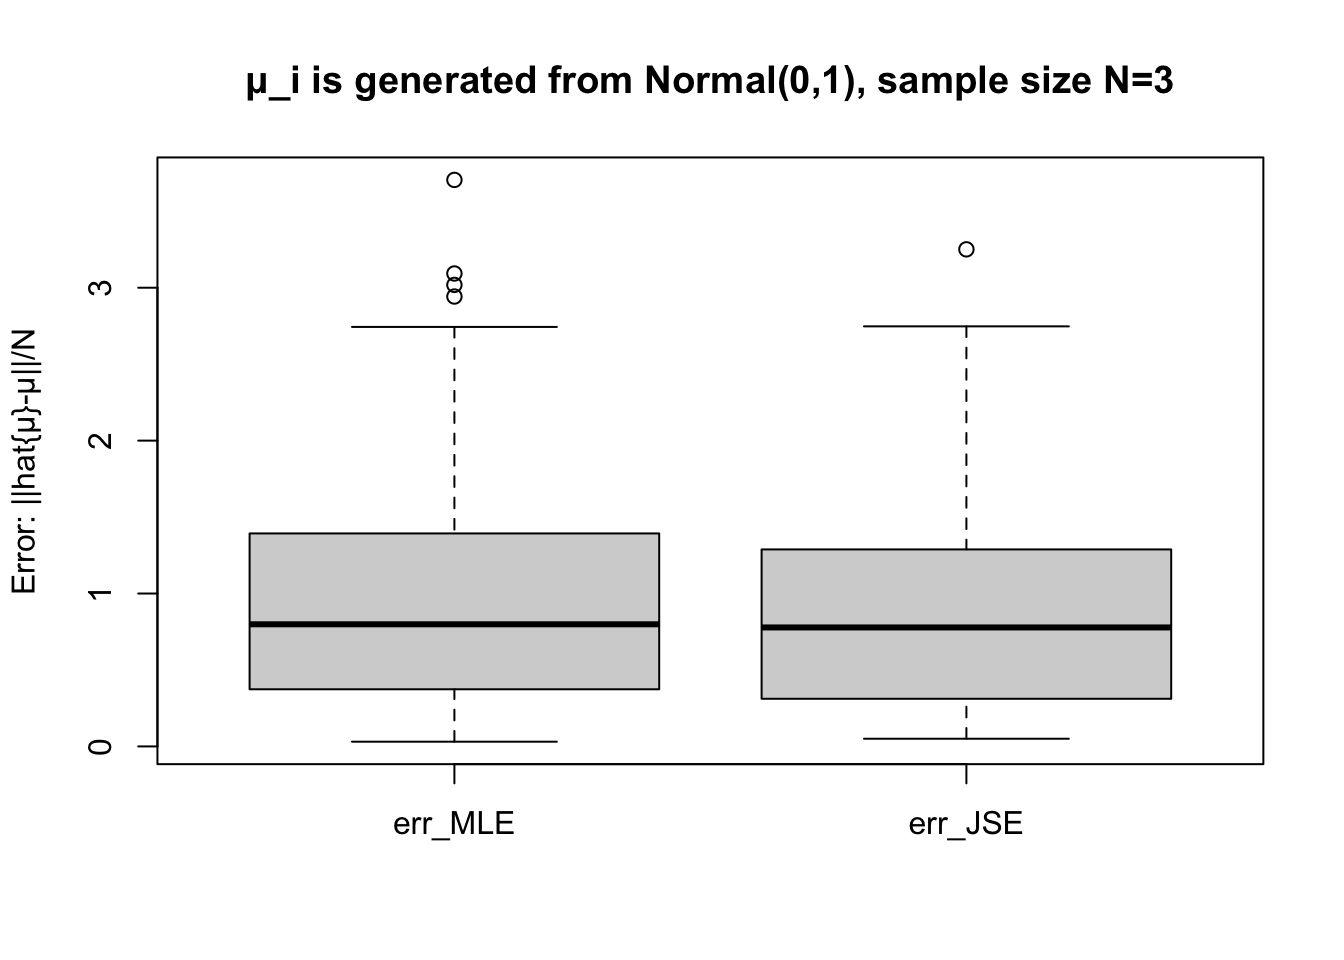 µ_i is generated from Normal(0,1), sample size N=3
Error: ||hat{µ}-µ||/N
3
2
1
0
err_MLE
err_JSE